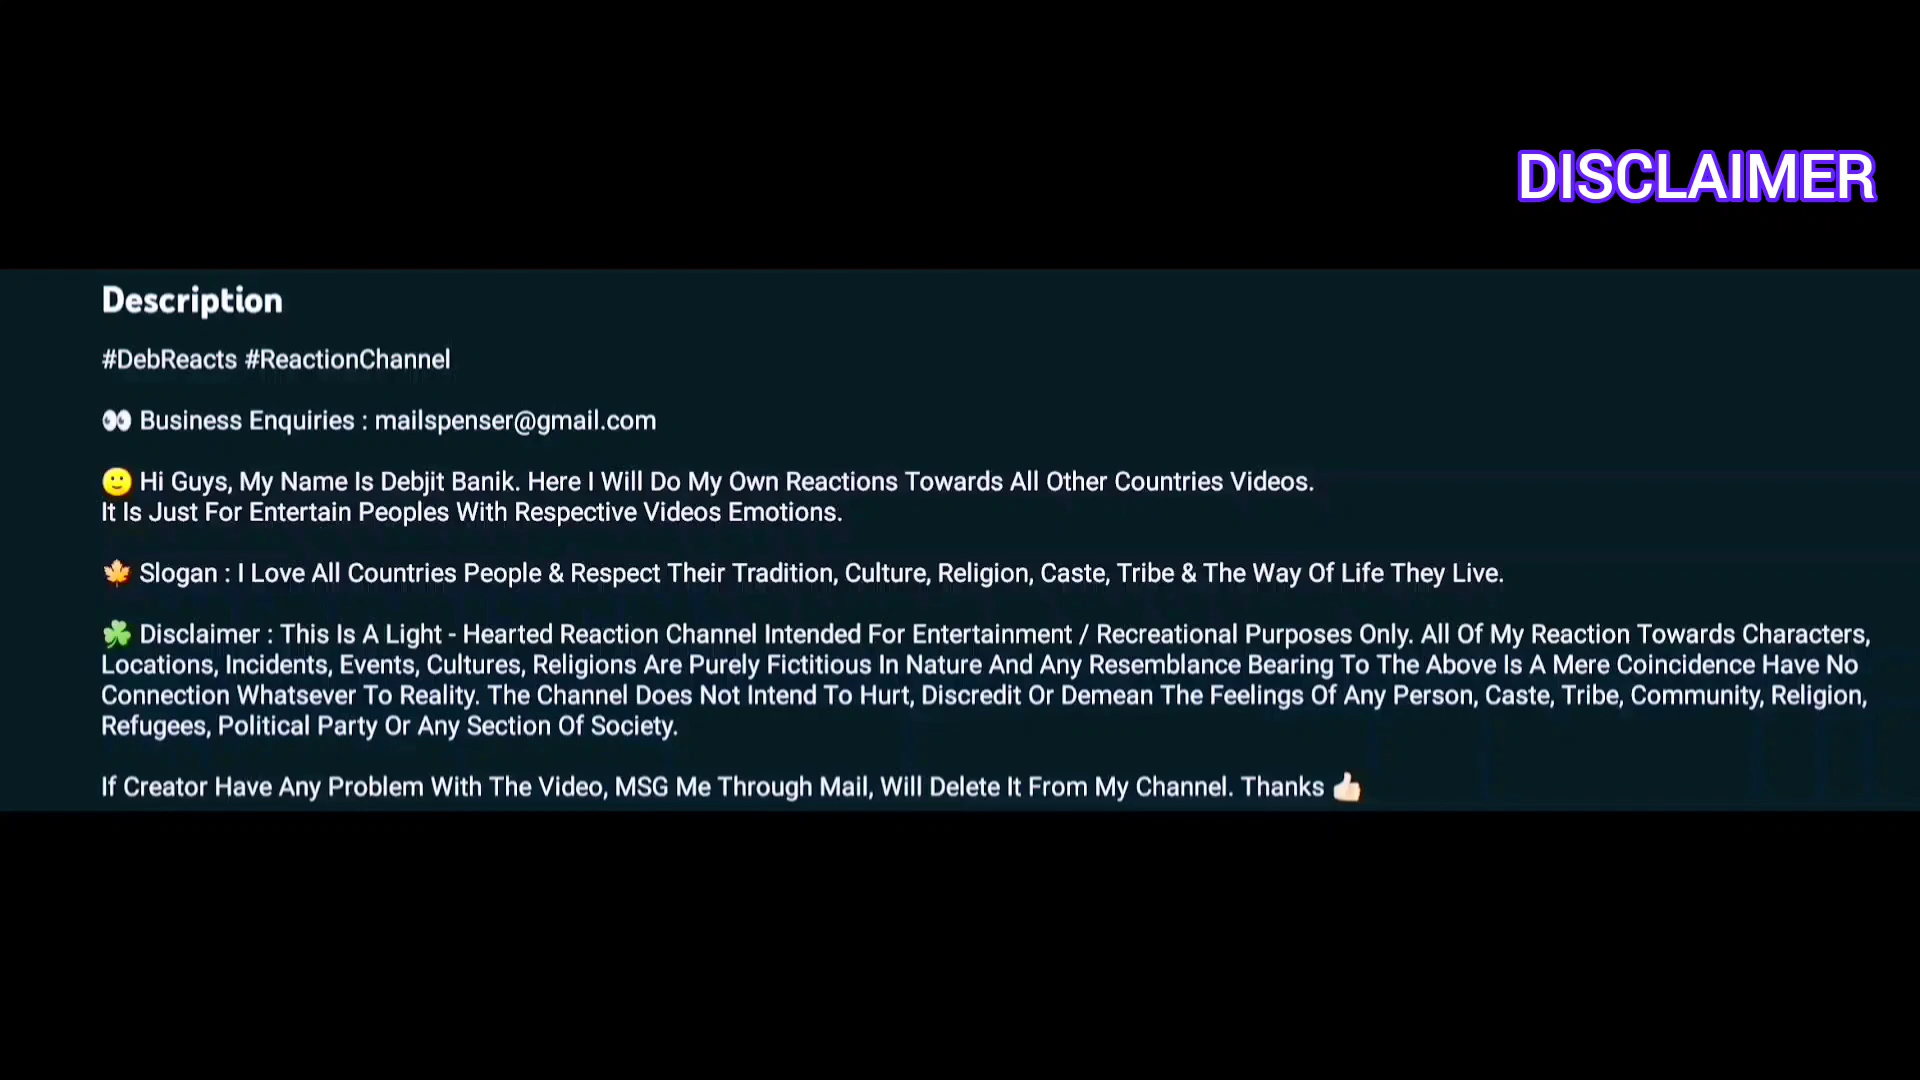 DISCLAIMER
Description
#DebReacts #ReactionChannel
👀 Business Enquiries : mailspenser@gmail.com
🙂 Hi Guys, My Name Is Debjit Banik. Here I Will Do My Own Reactions Towards All Other Countries Videos.
It Is Just For Entertain Peoples With Respective Videos Emotions.
🍁 Slogan : I Love All Countries People & Respect Their Tradition, Culture, Religion, Caste, Tribe & The Way Of Life They Live.
☘️ Disclaimer : This Is A Light - Hearted Reaction Channel Intended For Entertainment / Recreational Purposes Only. All Of My Reaction Towards Characters,
Locations, Incidents, Events, Cultures, Religions Are Purely Fictitious In Nature And Any Resemblance Bearing To The Above Is A Mere Coincidence Have No
Connection Whatsever To Reality. The Channel Does Not Intend To Hurt, Discredit Or Demean The Feelings Of Any Person, Caste, Tribe, Community, Religion,
Refugees, Political Party Or Any Section Of Society.
If Creator Have Any Problem With The Video, MSG Me Through Mail, Will Delete It From My Channel. Thanks 👍🏻